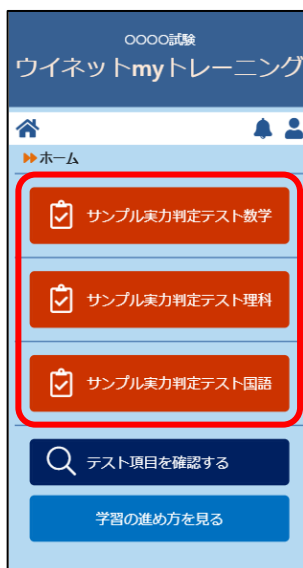 ○○○○試験
ウイネットmyトレーニング
ホーム
サンプル実力判定テスト数学
サンプル実力判定テスト理科
サンプル実力判定テスト国語
テスト項目を確認する
学習の進め方を見る